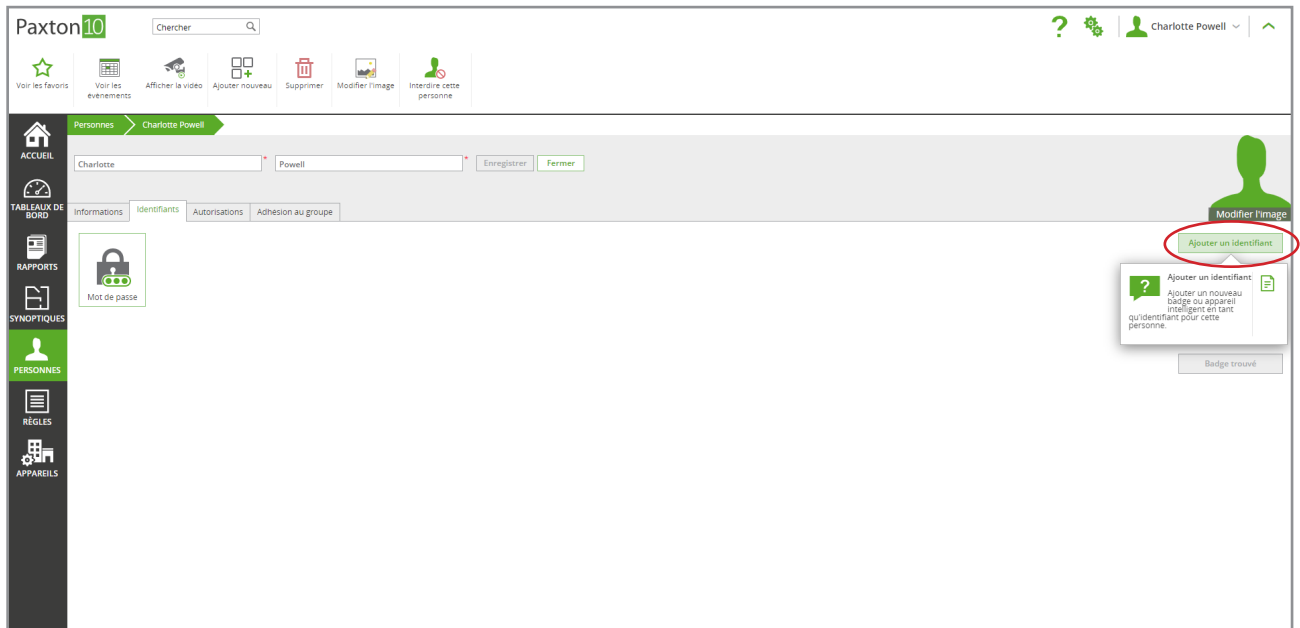 Paxton10
Chercher
Charlotte Powell
Voir les favoris
Voir les
évènements
Afficher la vidéo
Ajouter nouveau
Supprimer
Modifier l'image
Interdire cette
personne
Personnes
Charlotte Powell
ACCUEIL
Charlotte
*
Powell
*
Enregistrer
Fermer
TABLEAUX DE
BORD
Informations
Identifiants
Autorisations
Adhésion au groupe
Modifier l'image
Ajouter un identifiant
RAPPORTS
Mot de passe
?
Ajouter un identifiant
Ajouter un nouveau
badge ou appareil
intelligent en tant
qu'identifiant pour cette
personne.
SYNOPTIQUES
Badge trouvé
PERSONNES
RÈGLES
APPAREILS